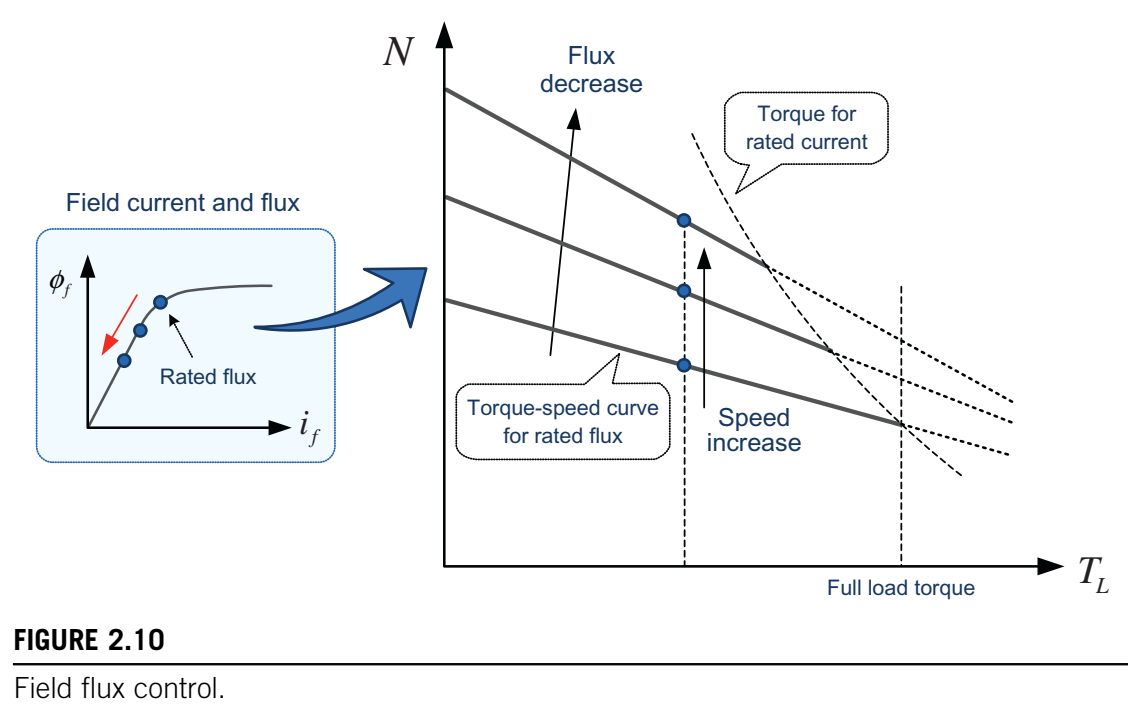 N
Flux
decrease
Torque for
rated current
Field current and flux
ϕ_f
Rated flux
i_f
Torque-speed curve
for rated flux
Speed
increase
T_L
Full load torque
FIGURE 2.10
Field flux control.